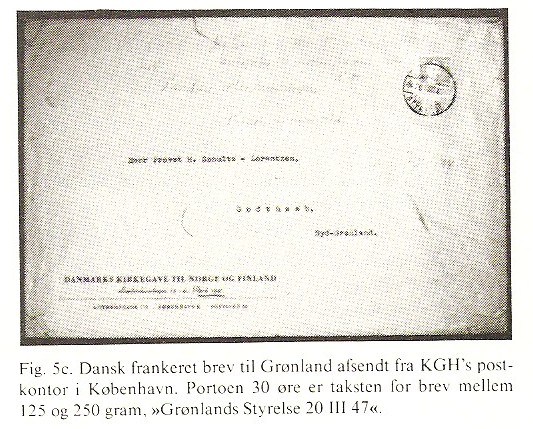 Herr Provst H. Schultz - Lorentzen,
Godthaab,
Syd-Grønland.
DANMARKS KIRKEGAVE TIL NORGE OG FINLAND
Fig. 5c. Dansk frankeret brev til Grønland afsendt fra KGH's post-
kontor i København. Portoen 30 øre er taksten for brev mellem
125 og 250 gram, »Grønlands Styrelse 20 III 47«.